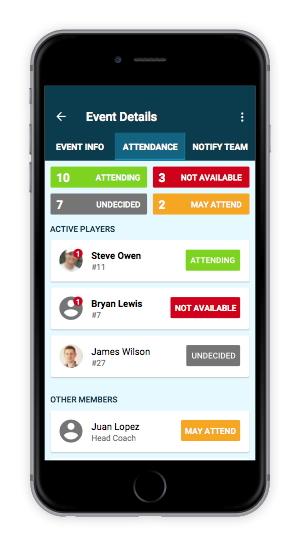 Event Details
EVENT INFO ATTENDANCE NOTIFY TEAM
10 ATTENDING 3 NOT AVAILABLE
7 UNDECIDED 2 MAY ATTEND
ACTIVE PLAYERS
1 Steve Owen ATTENDING
#11
1 Bryan Lewis NOT AVAILABLE
#7
James Wilson UNDECIDED
#27
OTHER MEMBERS
Juan Lopez MAY ATTEND
Head Coach